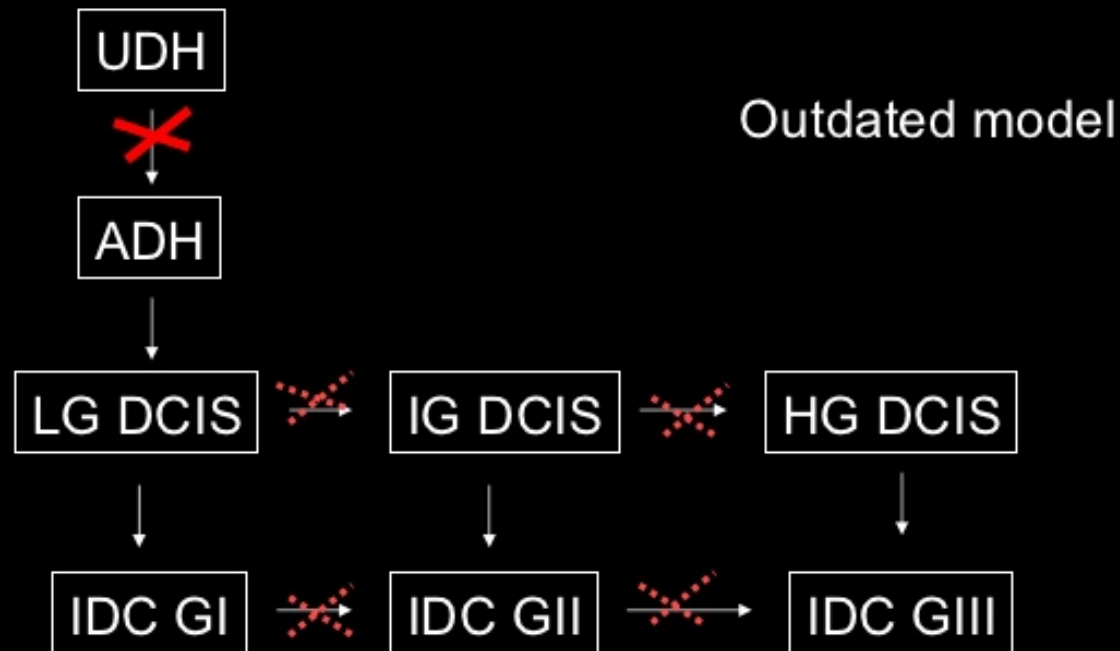 UDH
Outdated model
ADH
LG DCIS
IG DCIS
HG DCIS
IDC GI
IDC GII
IDC GIII